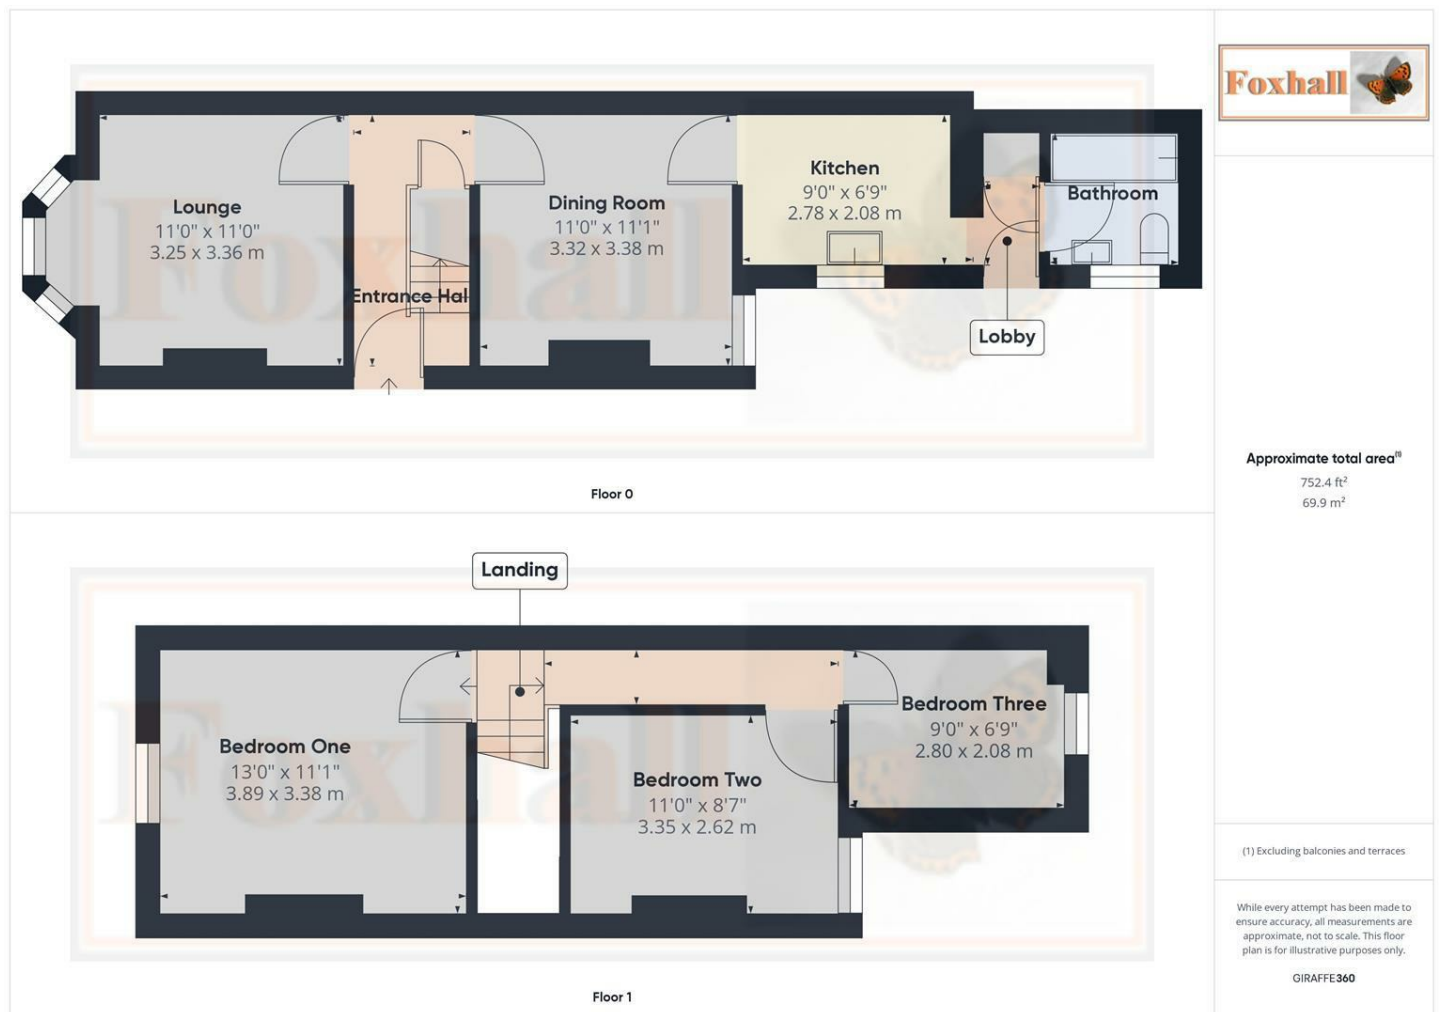 Foxhall
Lounge
11'0" x 11'0"
3.25 x 3.36 m
Entrance Hal
Dining Room
11'0" x 11'1"
3.32 x 3.38 m
Kitchen
9'0" x 6'9"
2.78 x 2.08 m
Bathroom
Lobby
Foxhall
Floor 0
Landing
Bedroom One
13'0" x 11'1"
3.89 x 3.38 m
Bedroom Two
11'0" x 8'7"
3.35 x 2.62 m
Bedroom Three
9'0" x 6'9"
2.80 x 2.08 m
Foxhall
Floor 1
Approximate total area⁽¹⁾
752.4 ft²
69.9 m²
(1) Excluding balconies and terraces
While every attempt has been made to
ensure accuracy, all measurements are
approximate, not to scale. This floor
plan is for illustrative purposes only.
GIRAFFE360